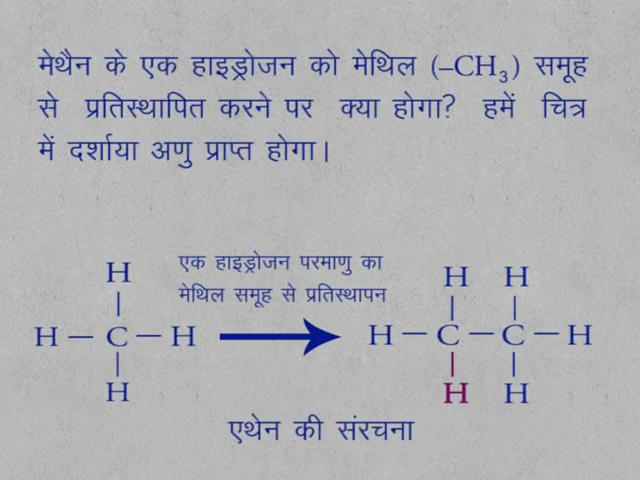 मेथैन के एक हाइड्रोजन को मेथिल (–CH₃) समूह
से प्रतिस्थापित करने पर क्या होगा? हमें चित्र
में दर्शाया अणु प्राप्त होगा।
एक हाइड्रोजन परमाणु का
मेथिल समूह से प्रतिस्थापन
H
H H
H – C – H
H – C – C – H
H
H H
एथेन की संरचना